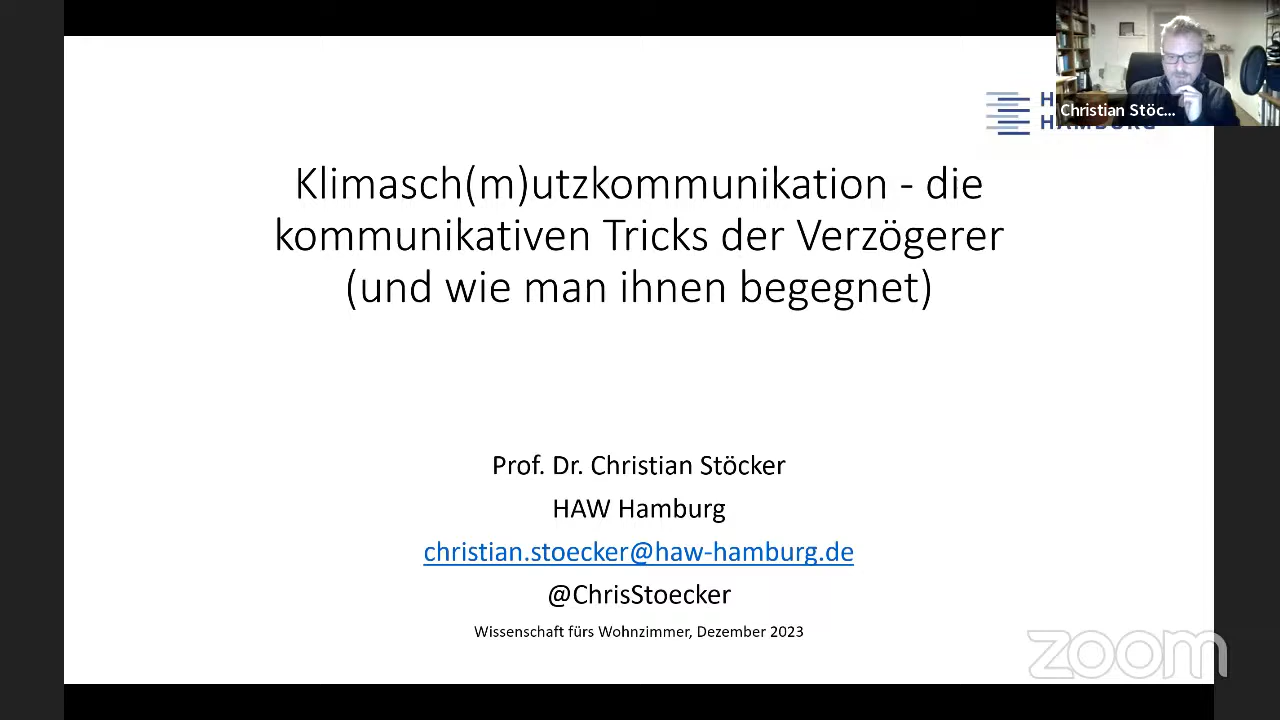 Christian Stöc...
H
HAMBURG
Klimasch(m)utzkommunikation - die
kommunikativen Tricks der Verzögerer
(und wie man ihnen begegnet)
Prof. Dr. Christian Stöcker
HAW Hamburg
christian.stoecker@haw-hamburg.de
@ChrisStoecker
Wissenschaft fürs Wohnzimmer, Dezember 2023
zoom